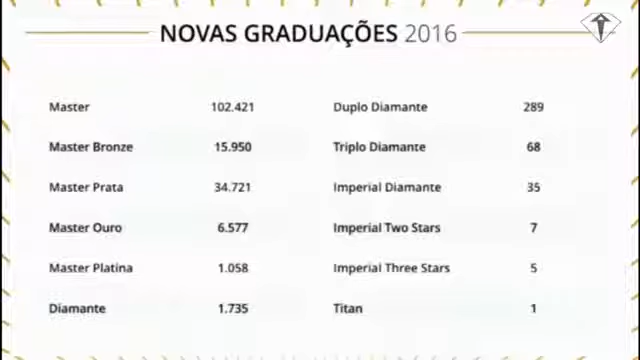 NOVAS GRADUAÇÕES 2016
Master 102.421
Master Bronze 15.950
Master Prata 34.721
Master Ouro 6.577
Master Platina 1.058
Diamante 1.735
Duplo Diamante 289
Triplo Diamante 68
Imperial Diamante 35
Imperial Two Stars 7
Imperial Three Stars 5
Titan 1